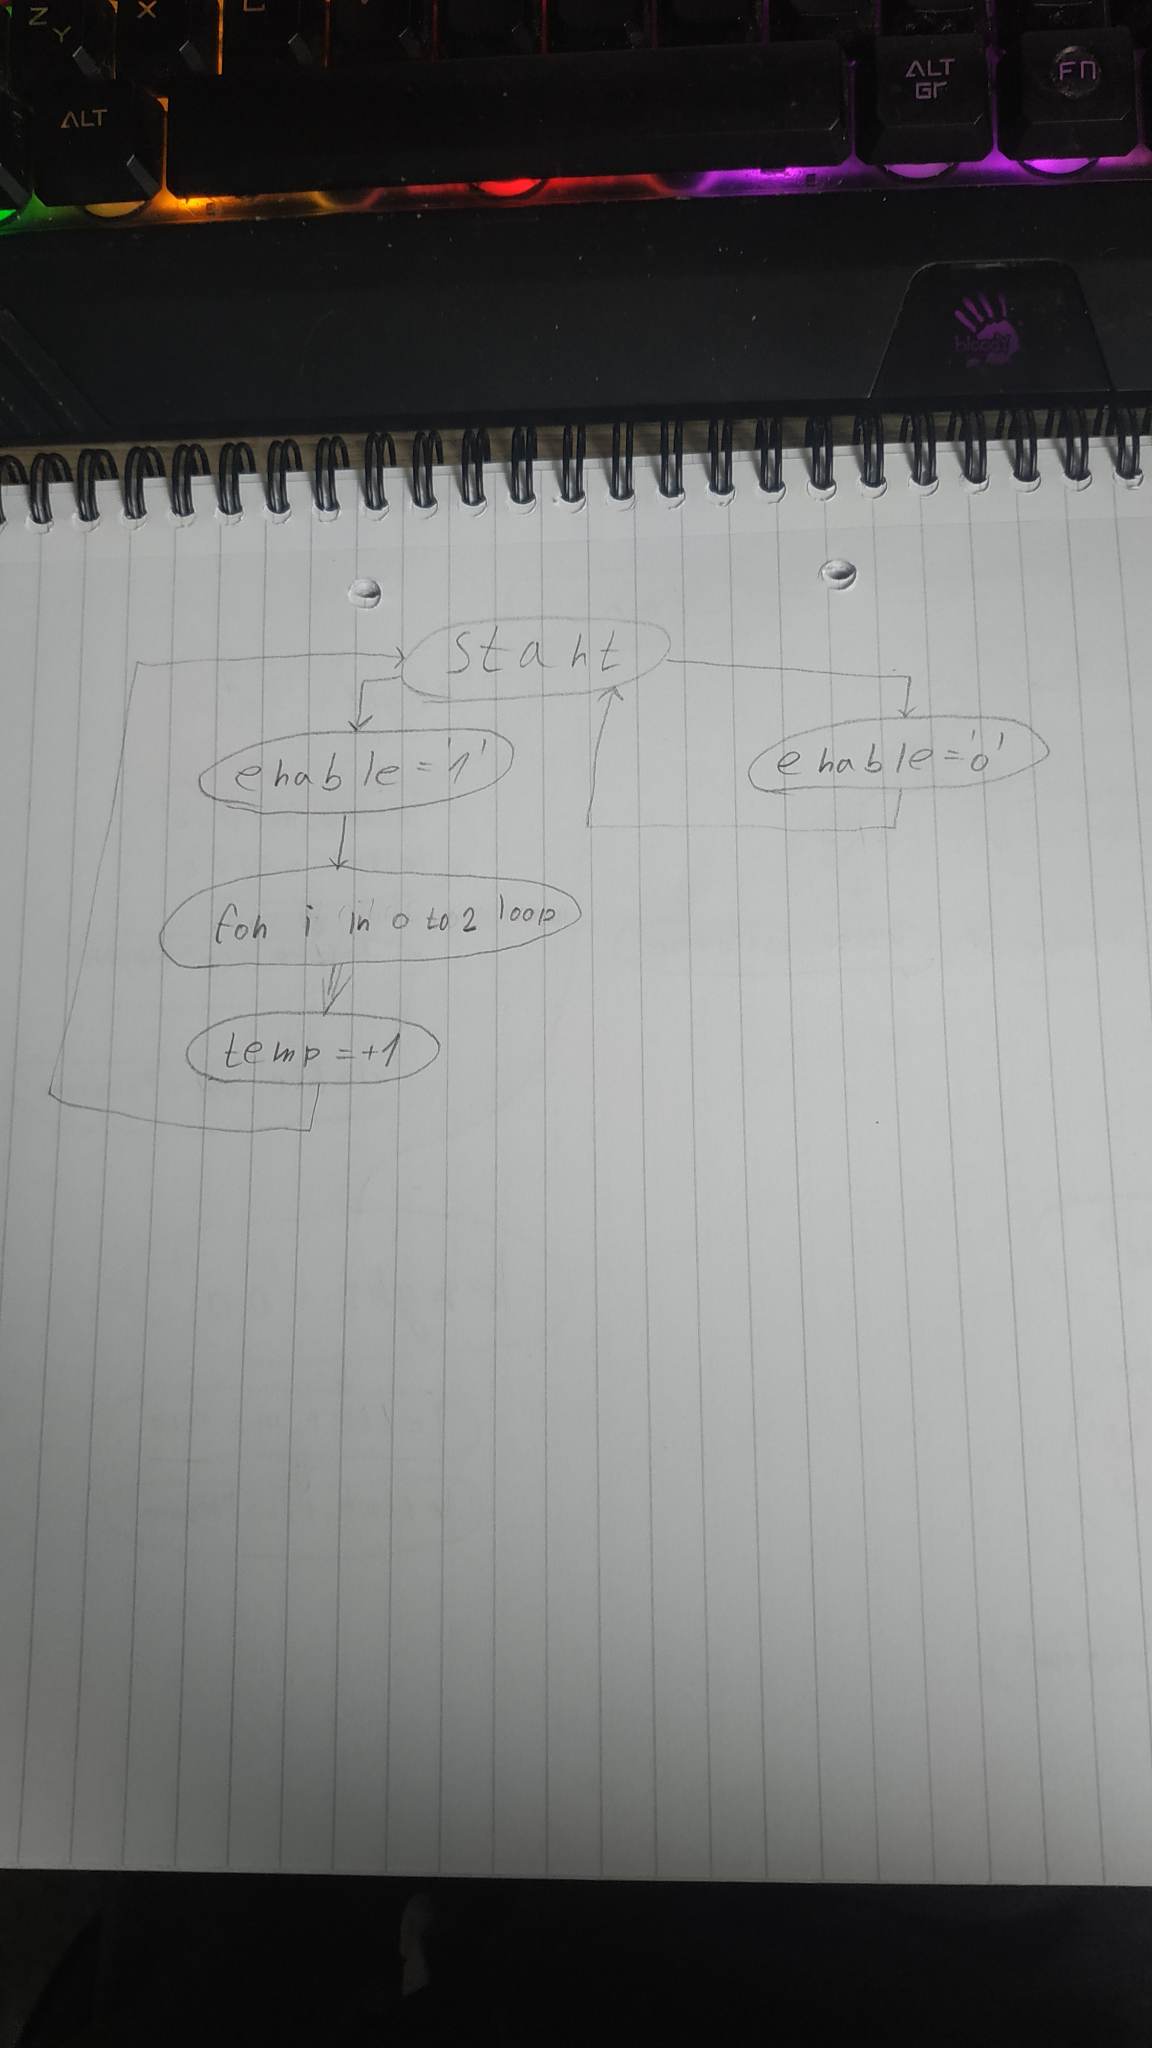 Z
Y
X
ALT
ALT
Gr
Fn
bloody
start
enable='1'
enable='0'
for i in 0 to 2 loop
temp=+1